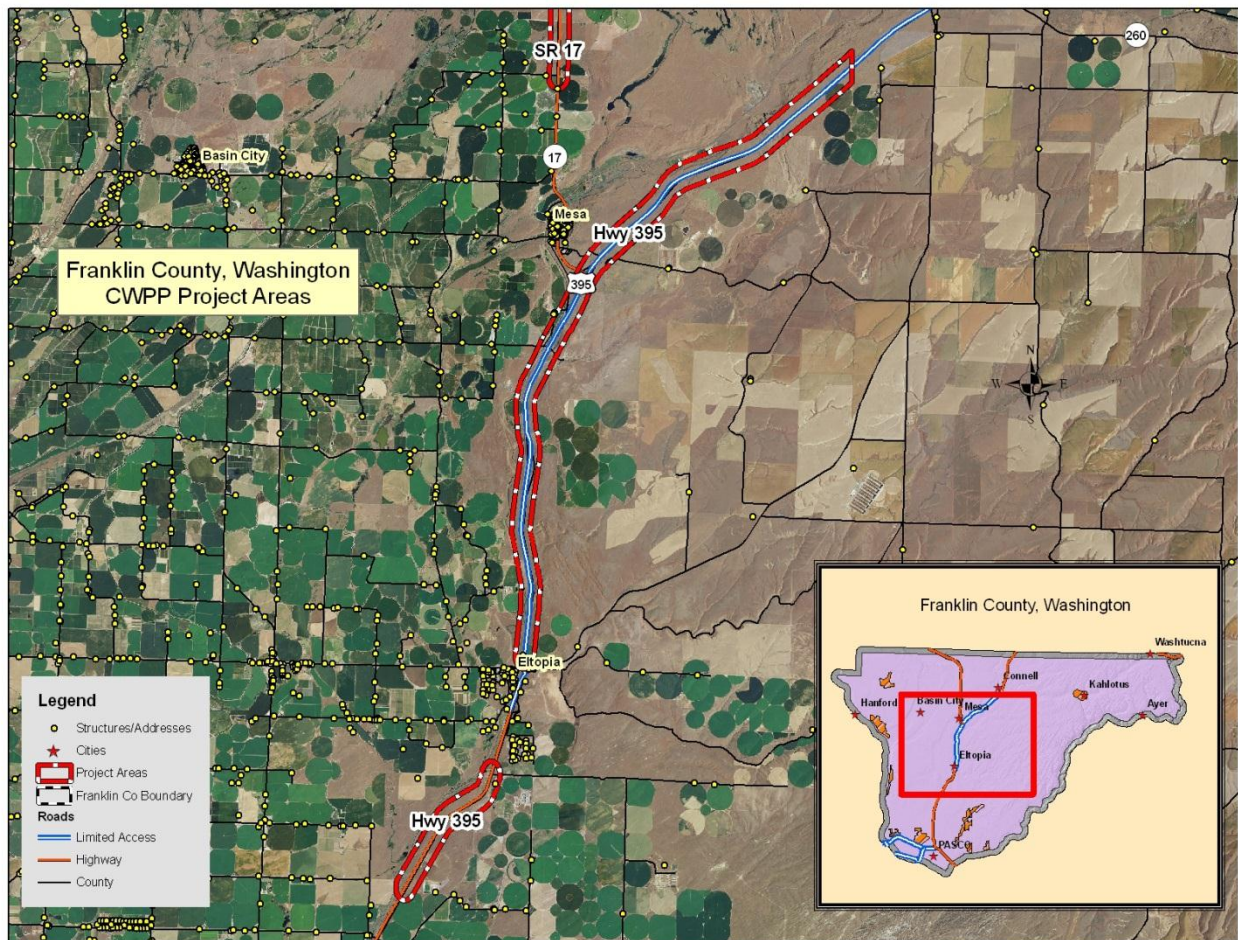 SR 17
260
Basin City
17
Mesa
Hwy 395
Franklin County, Washington
CWPP Project Areas
395
N
W
E
S
Eltopia
Hwy 395
Legend
Structures/Addresses
Cities
Project Areas
Franklin Co Boundary
Roads
Limited Access
Highway
County
Franklin County, Washington
Washtucna
Connell
Kahlotus
Hanford
Basin City
Mesa
Ayer
Eltopia
PASCO